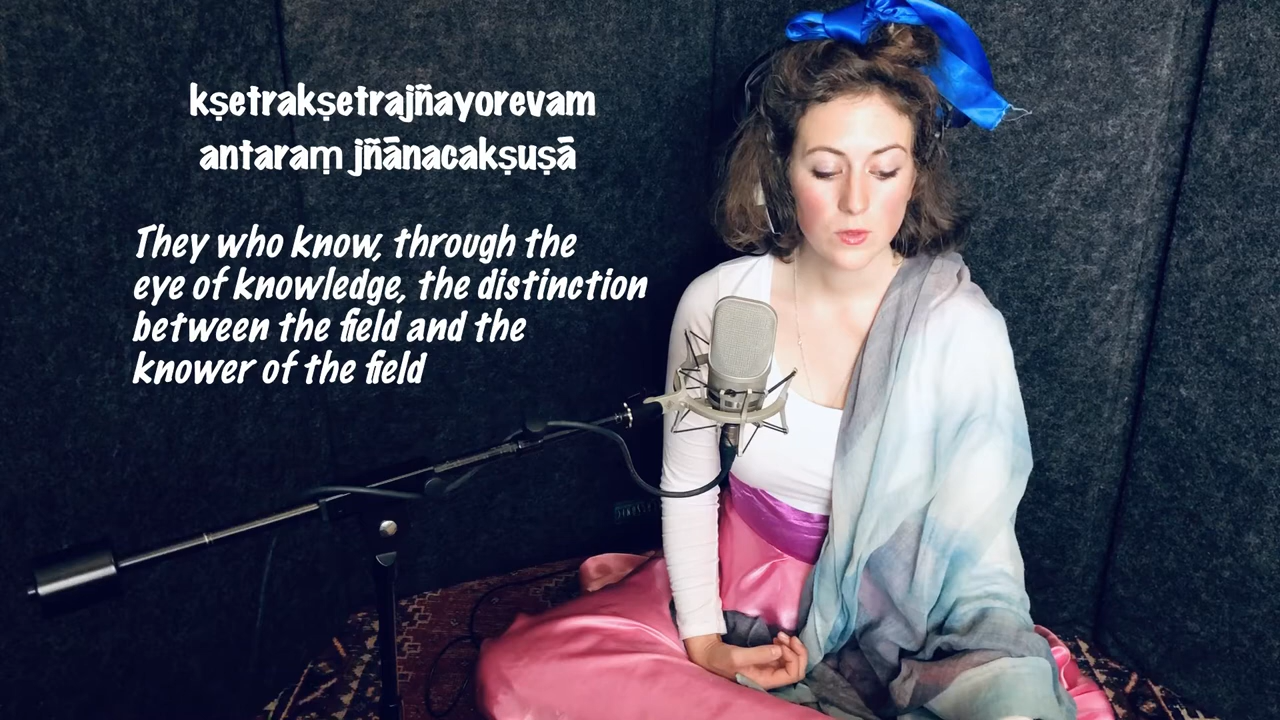 kṣetrakṣetrajñayorevam
antaraṃ jñānacakṣuṣā
They who know, through the
eye of knowledge, the distinction
between the field and the
knower of the field